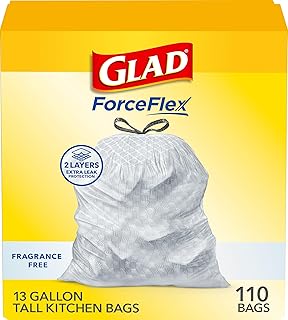 GLAD
ForceFlex
2 LAYERS
EXTRA LEAK
PROTECTION
FRAGRANCE
FREE
13 GALLON
TALL KITCHEN BAGS
110
BAGS